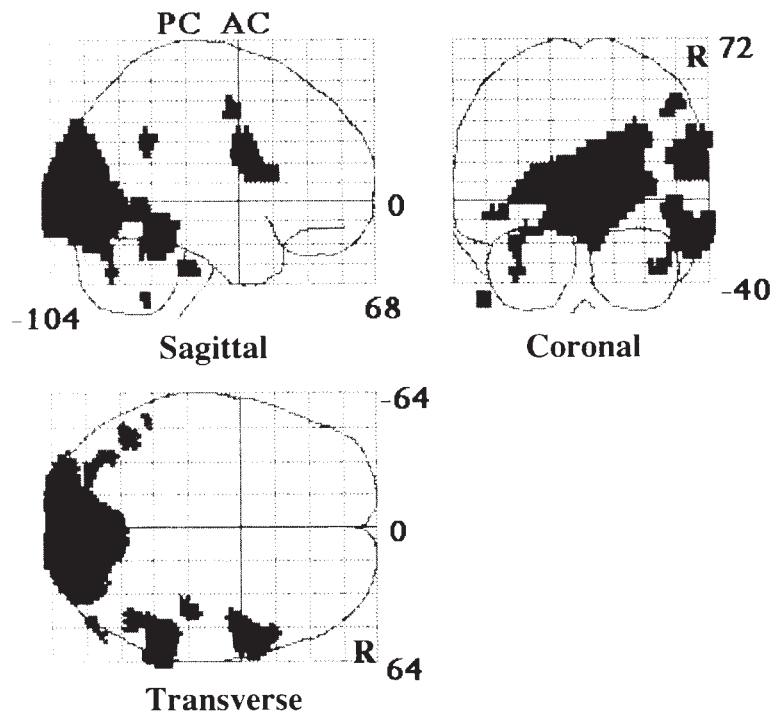 PC AC
R 72
0
-104
68
-40
Sagittal
Coronal
-64
0
R 64
Transverse